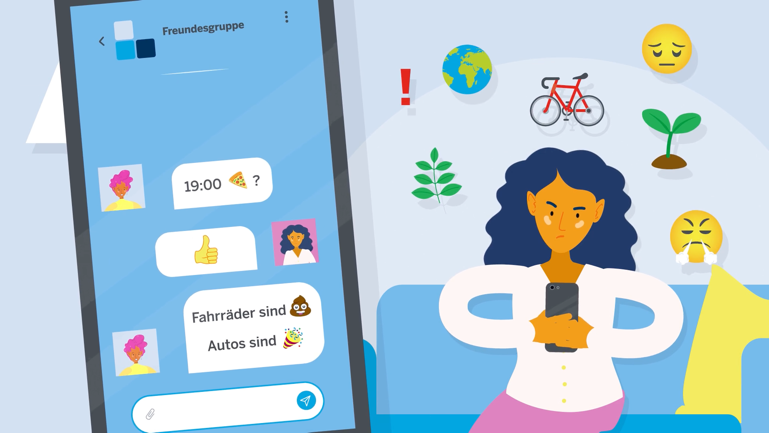 Freundesgruppe
19:00 🍕 ?
👍
Fahrräder sind 💩
Autos sind 🎉